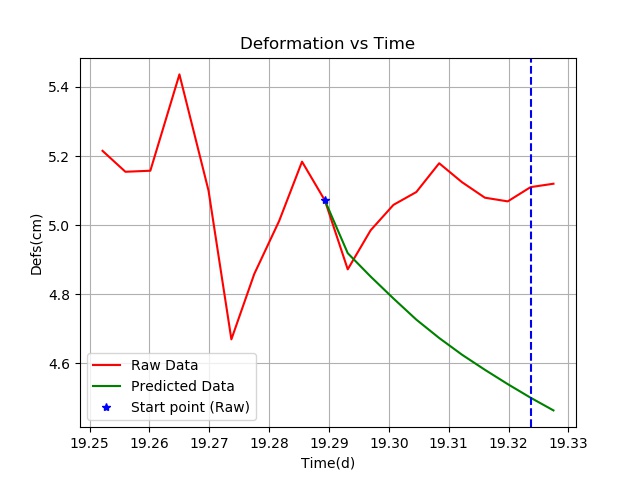 Deformation vs Time
Defs(cm)
5.4
5.2
5.0
4.8
4.6
Raw Data
Predicted Data
Start point (Raw)
19.25 19.26 19.27 19.28 19.29 19.30 19.31 19.32 19.33
Time(d)